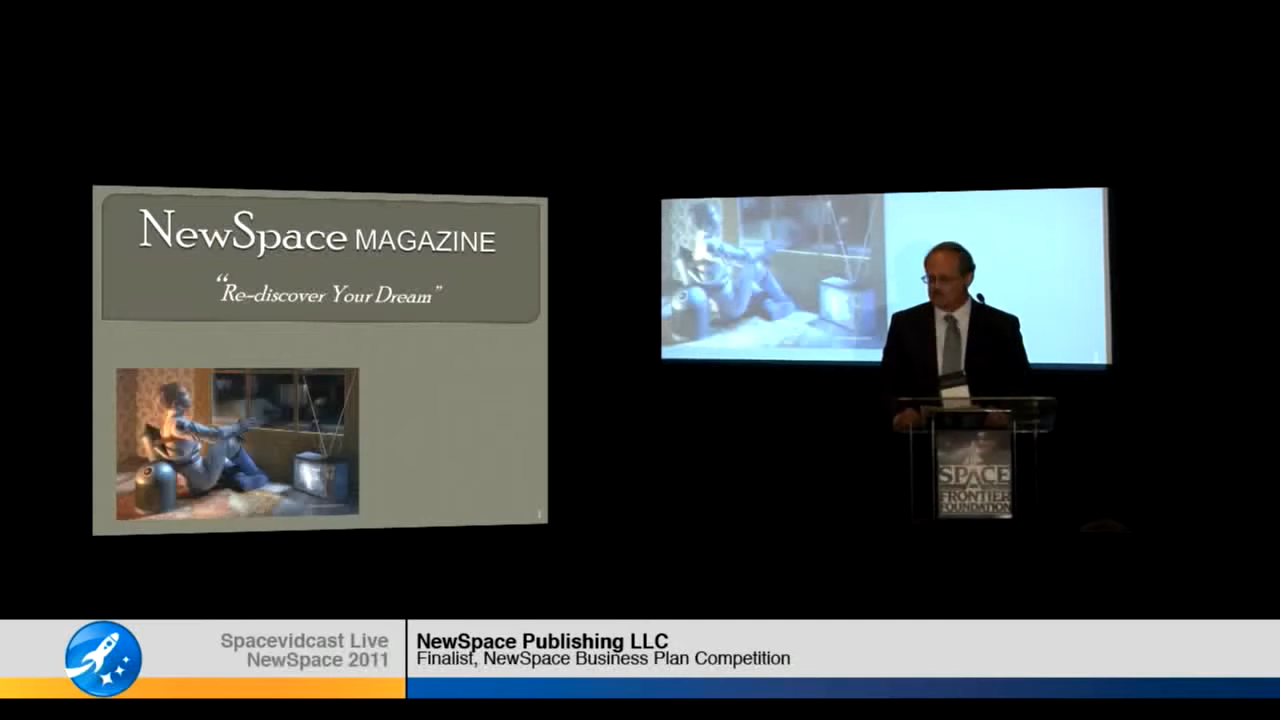 NewSpace MAGAZINE
"Re-discover Your Dream"
SPACE
FRONTIER
FOUNDATION
Spacevidcast Live
NewSpace 2011
NewSpace Publishing LLC
Finalist, NewSpace Business Plan Competition